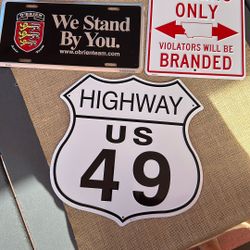 O'BRIEN
We Stand
By You.
www.obrienteam.com
ONLY
VIOLATORS WILL BE
BRANDED
HIGHWAY
US
49